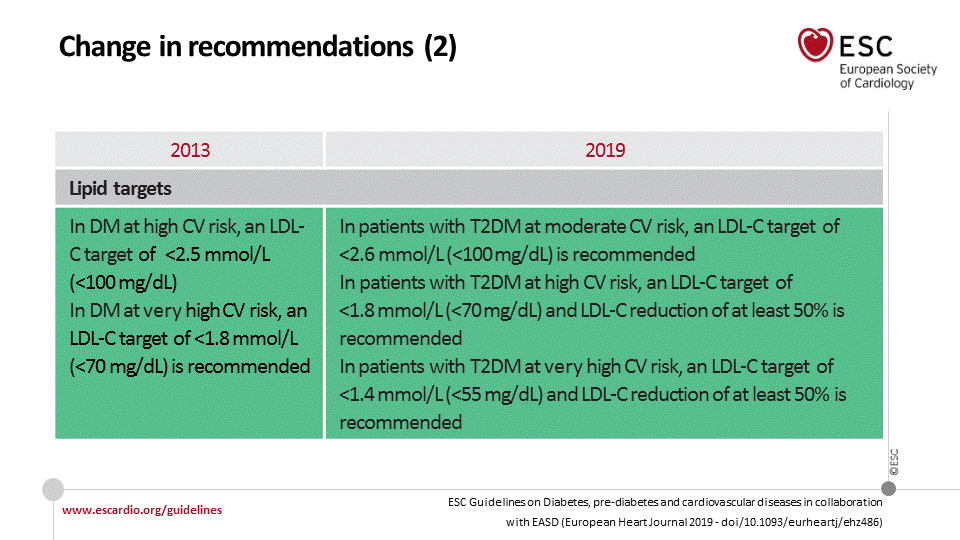 Change in recommendations (2)
ESC
European Society
of Cardiology
2013
2019
Lipid targets
In DM at high CV risk, an LDL-
C target of <2.5 mmol/L
(<100 mg/dL)
In DM at very high CV risk, an
LDL-C target of <1.8 mmol/L
(<70 mg/dL) is recommended
In patients with T2DM at moderate CV risk, an LDL-C target of
<2.6 mmol/L (<100 mg/dL) is recommended
In patients with T2DM at high CV risk, an LDL-C target of
<1.8 mmol/L (<70 mg/dL) and LDL-C reduction of at least 50% is
recommended
In patients with T2DM at very high CV risk, an LDL-C target of
<1.4 mmol/L (<55 mg/dL) and LDL-C reduction of at least 50% is
recommended
©ESC
www.escardio.org/guidelines
ESC Guidelines on Diabetes, pre-diabetes and cardiovascular diseases in collaboration
with EASD (European Heart Journal 2019 - doi/10.1093/eurheartj/ehz486)